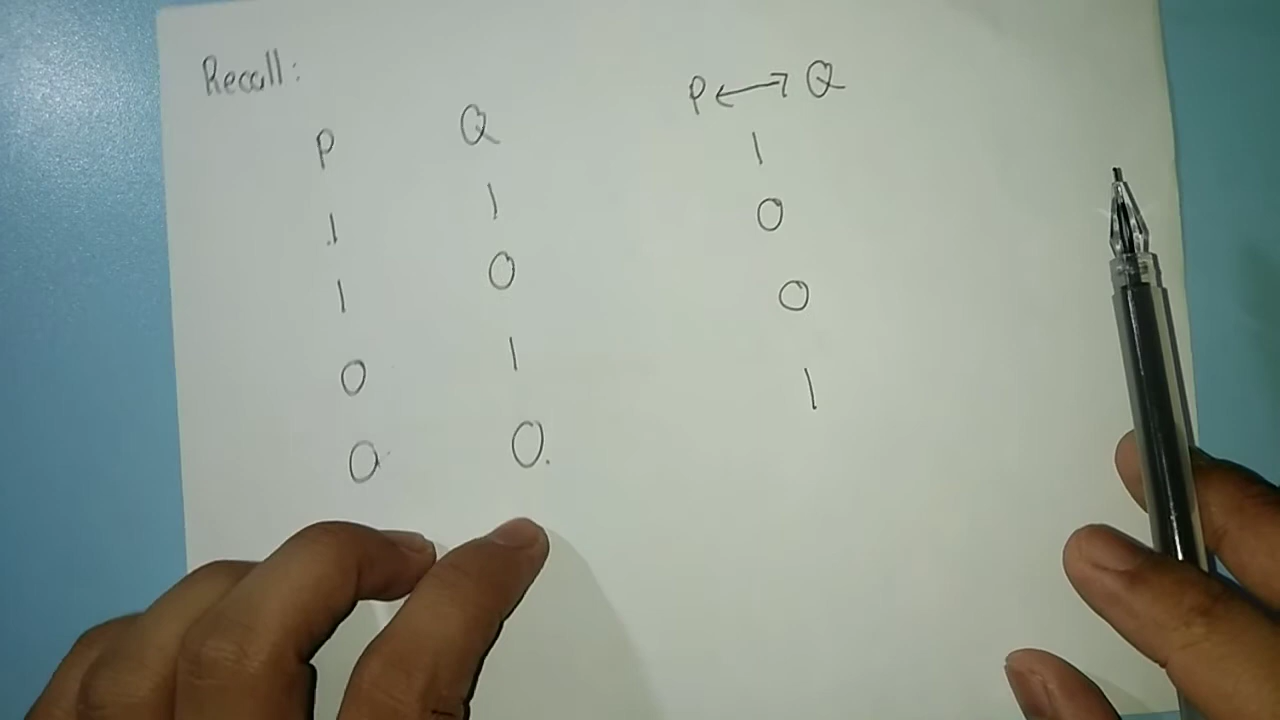 Recall:
P Q P ↔ Q
1 1 1
1 0 0
0 1 0
0 0. 1